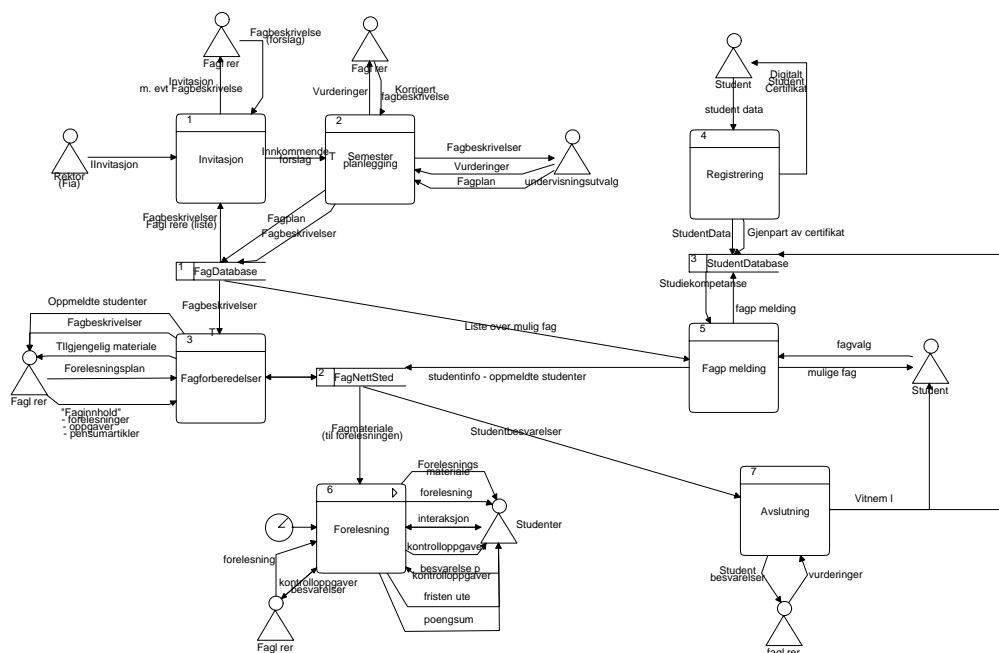 Fagbeskrivelse
(forslag)
Fagl rer
Invitasjon
m. evt Fagbeskrivelse
Fagl rer
Vurderinger
Korrigert
fagbeskrivelse
Student
Digitalt
Certifikat
student data
1
Invitasjon
2
Semester
planlegging
T
4
Registrering
Rektor
(Fia)
IInvitasjon
Innkommende
forslag
Fagbeskrivelser
Vurderinger
Fagplan
undervisningsutvalg
Fagbeskrivelser
Fagl rere (liste)
Fagplan
Fagbeskrivelser
StudentData
Gjenpart av certifikat
1
FagDatabase
3
StudentDatabase
Studiekompetanse
fagp melding
Fagbeskrivelser
Liste over mulig fag
Oppmeldte studenter
Fagbeskrivelser
TIlgjengelig materiale
Forelesningsplan
Fagl rer
"Faginnhold"
- forelesninger
- oppgaver
- pensumartikler
T
3
Fagforberedelser
2
FagNettSted
studentinfo - oppmeldte studenter
5
Fagp melding
fagvalg
mulige fag
Student
Fagmateriale
(til forelesningen)
Studentbesvarelser
6
Forelesning
Forelesnings
materiale
forelesning
interaksjon
kontrolloppgaver
besvarelse p
kontrolloppgaver
fristen ute
poengsum
Studenter
forelesning
kontrolloppgaver
besvarelser
Fagl rer
7
Avslutning
Vitnem l
Student
besvarelser
vurderinger
fagl rer